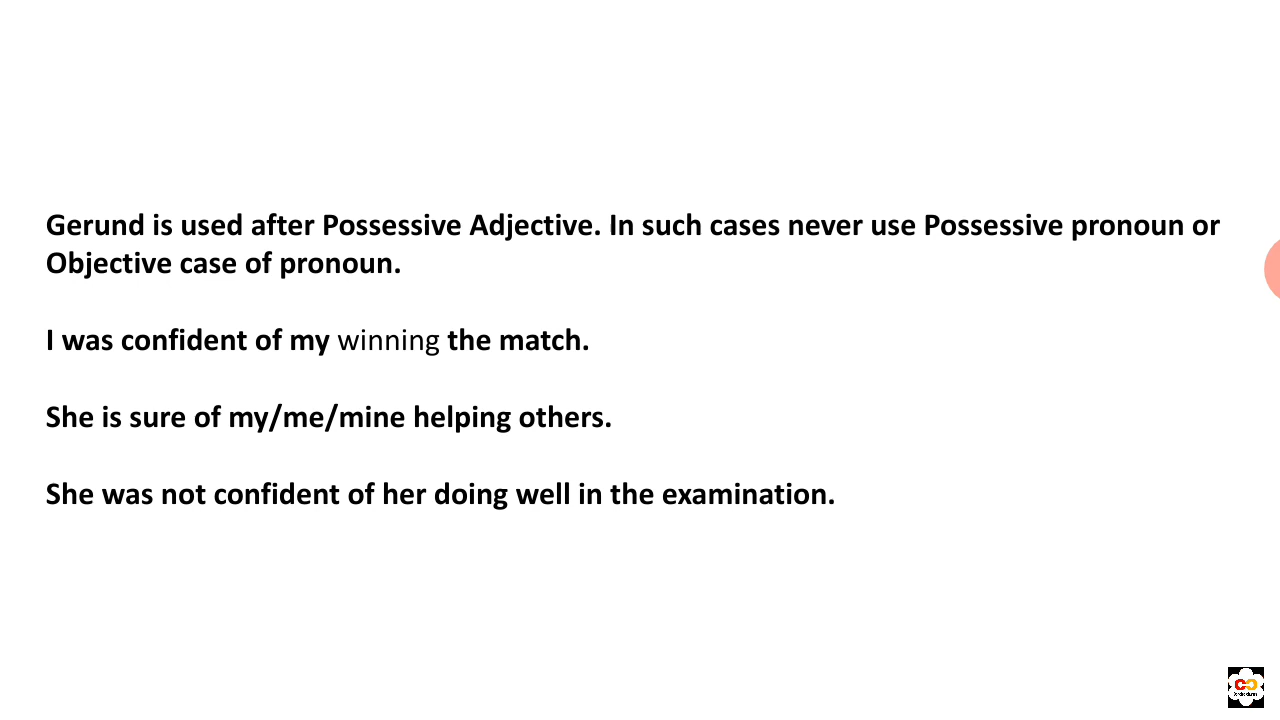 Gerund is used after Possessive Adjective. In such cases never use Possessive pronoun or
Objective case of pronoun.
I was confident of my winning the match.
She is sure of my/me/mine helping others.
She was not confident of her doing well in the examination.